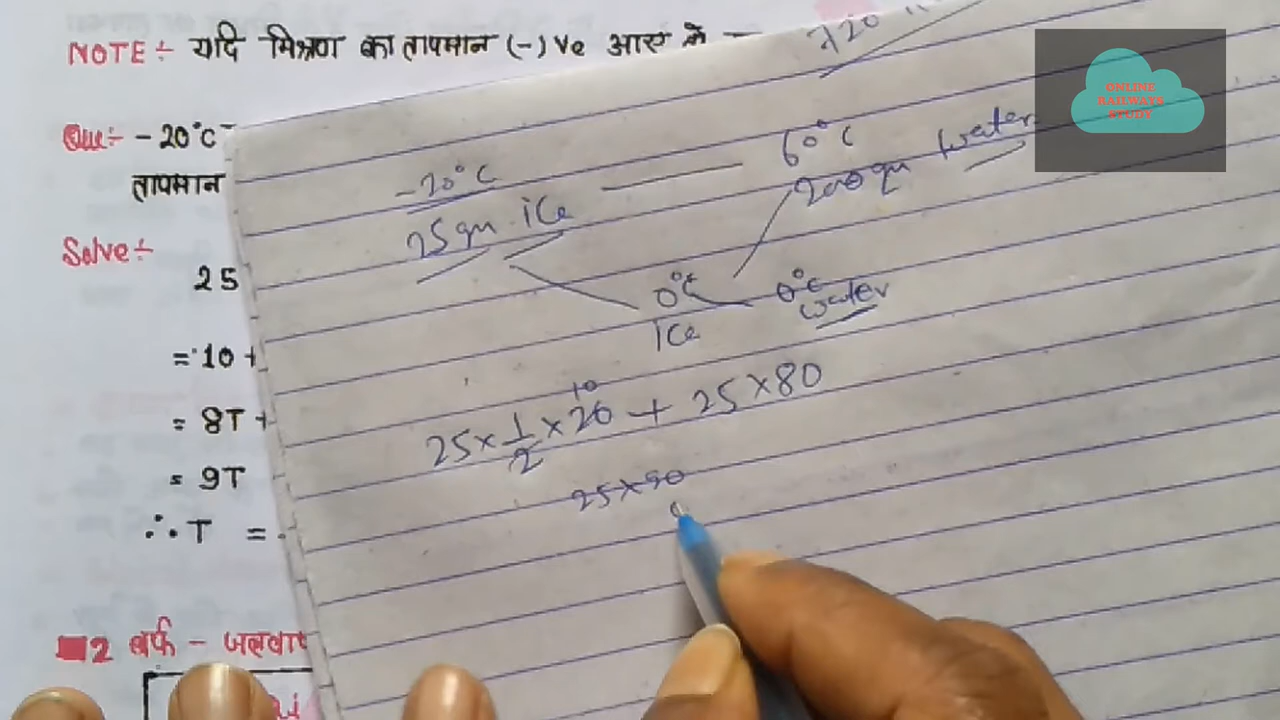 NOTE ÷ यदि मिश्रण का तापमान (-) ve आए तो —
Que÷ -20°C
तापमान
Solve÷
25
= 10 +
= 8T +
= 9T
∴ T =
2 बर्फ - जलवाष
-20°C
25 gm ice
60°C
200 gm water
0°C
ice
0°C
water
10
25 × 1/2 × 20 + 25 × 80
25 × 90
ONLINE
RAILWAYS
STUDY